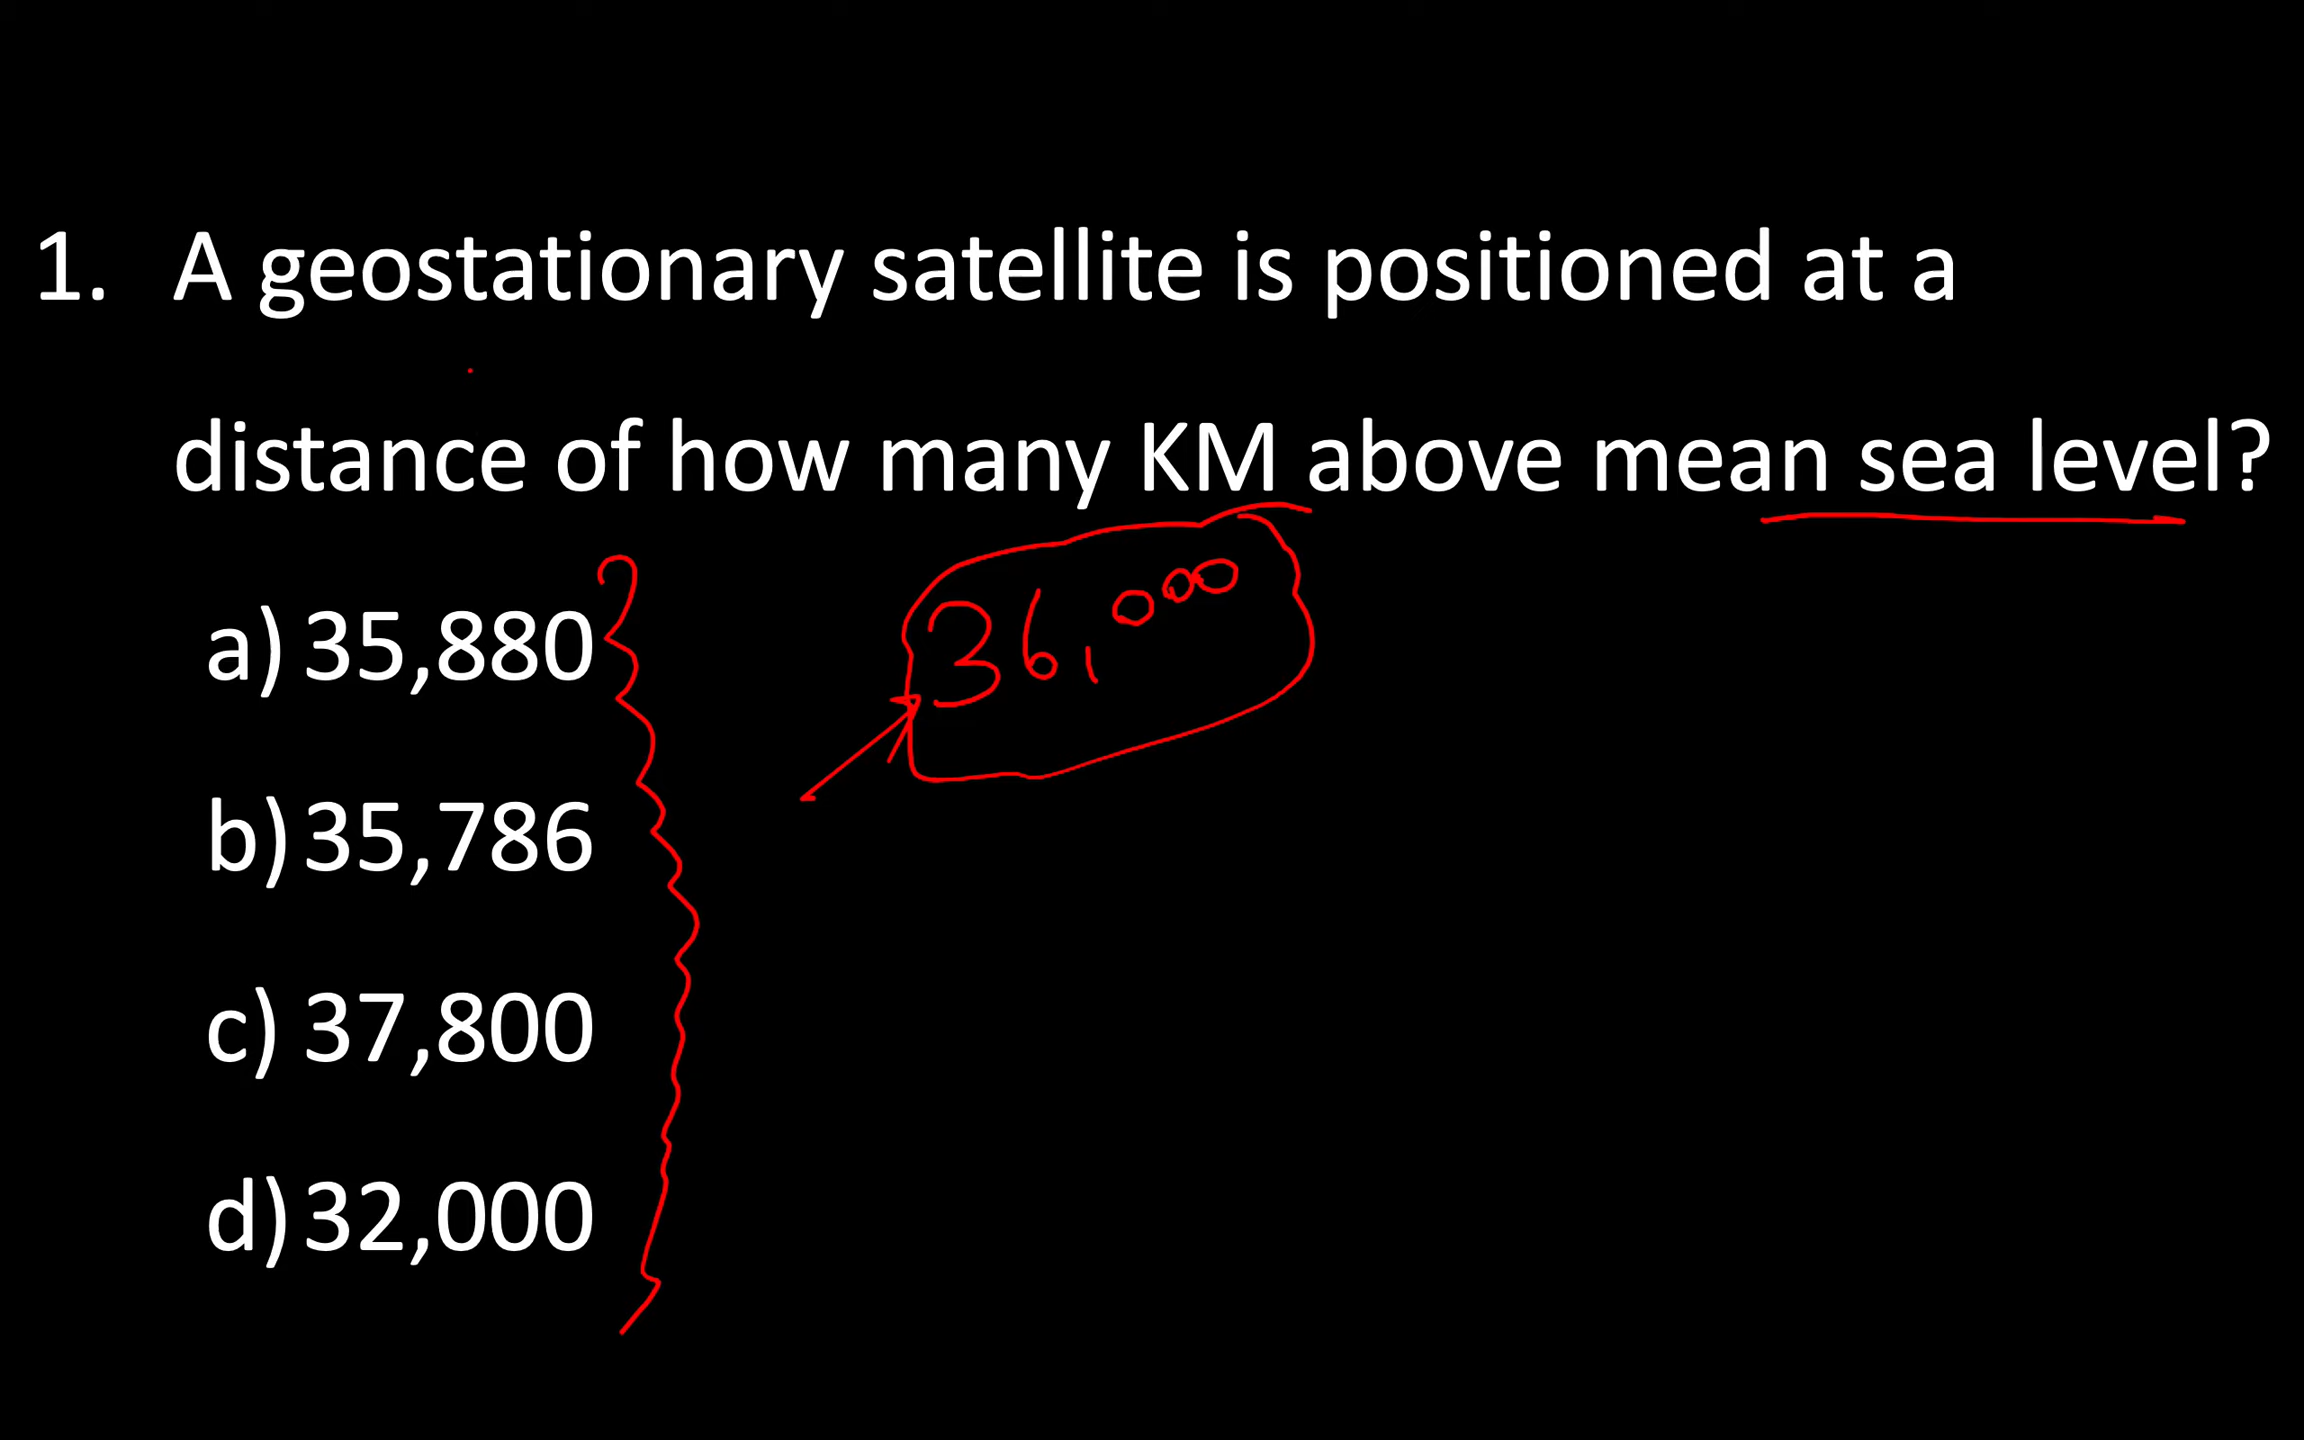 1. A geostationary satellite is positioned at a
distance of how many KM above mean sea level?
36,000
a) 35,880
b) 35,786
c) 37,800
d) 32,000